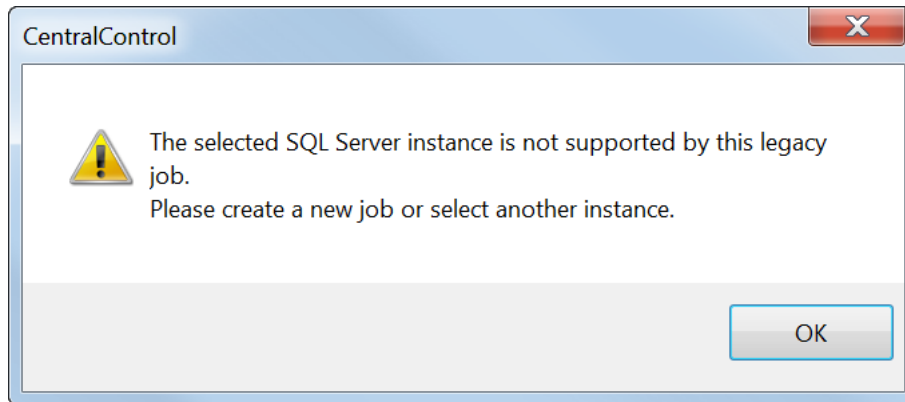 CentralControl
The selected SQL Server instance is not supported by this legacy
job.
Please create a new job or select another instance.
OK